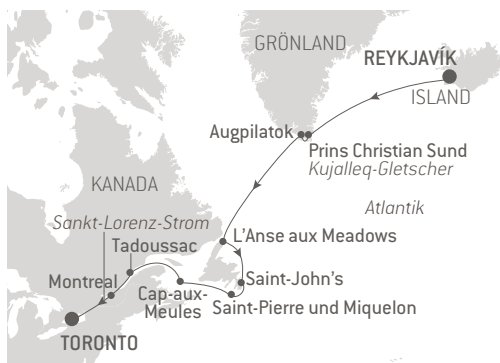 GRÖNLAND
REYKJAVÍK
ISLAND
Augpilatok
Prins Christian Sund
Kujalleq-Gletscher
KANADA
Atlantik
Sankt-Lorenz-Strom
L'Anse aux Meadows
Tadoussac
Montreal
Saint-John's
Cap-aux-
Meules
Saint-Pierre und Miquelon
TORONTO